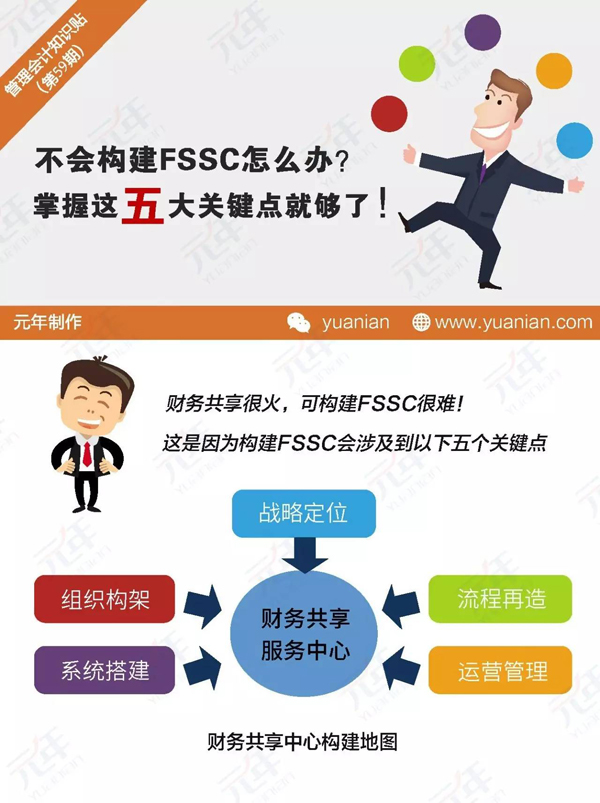 管理会计知识贴
(第59期)
不会构建FSSC怎么办?
掌握这五大关键点就够了!
元年制作
yuanian
www.yuanian.com
财务共享很火，可构建FSSC很难!
这是因为构建FSSC会涉及到以下五个关键点
战略定位
组织构架
流程再造
财务共享
服务中心
系统搭建
运营管理
财务共享中心构建地图